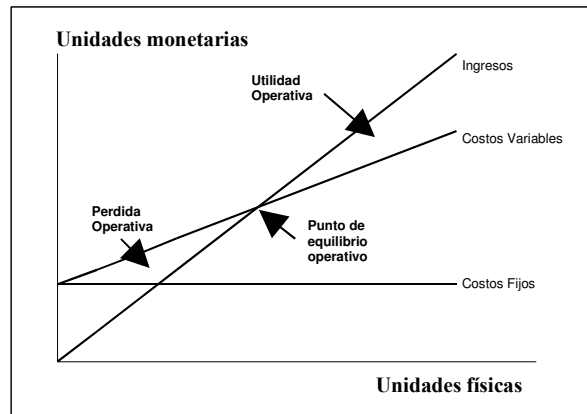 Unidades monetarias
Ingresos
Utilidad
Operativa
Costos Variables
Perdida
Operativa
Punto de
equilibrio
operativo
Costos Fijos
Unidades físicas